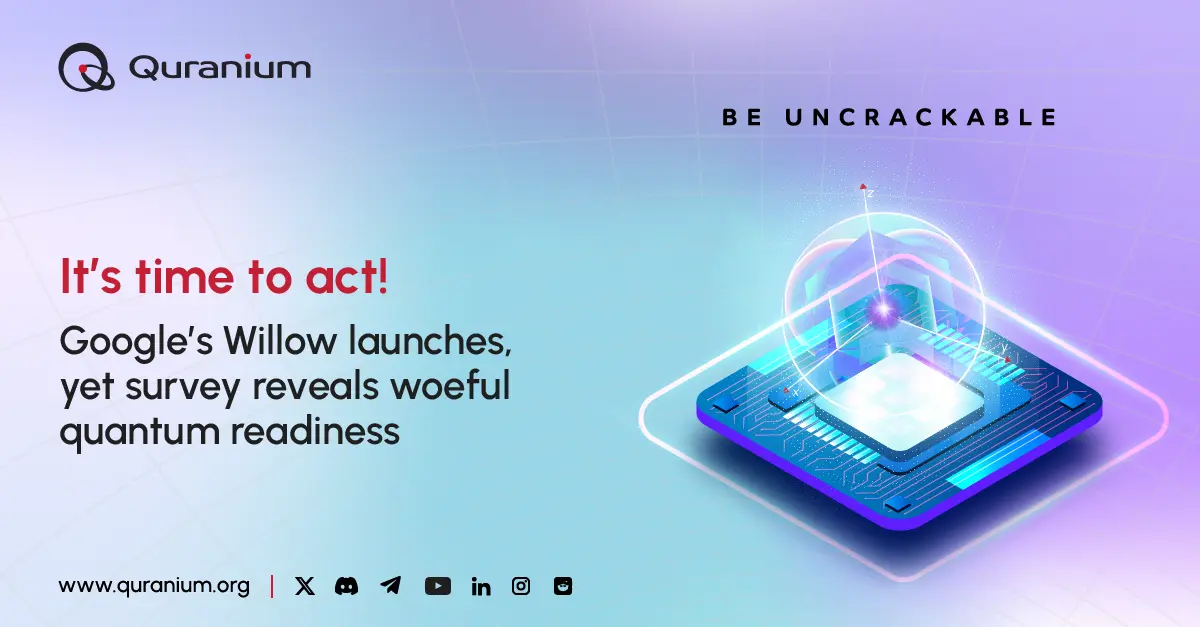 Quranium
BE UNCRACKABLE
It's time to act!
Google's Willow launches,
yet survey reveals woeful
quantum readiness
z
y
x
www.quranium.org